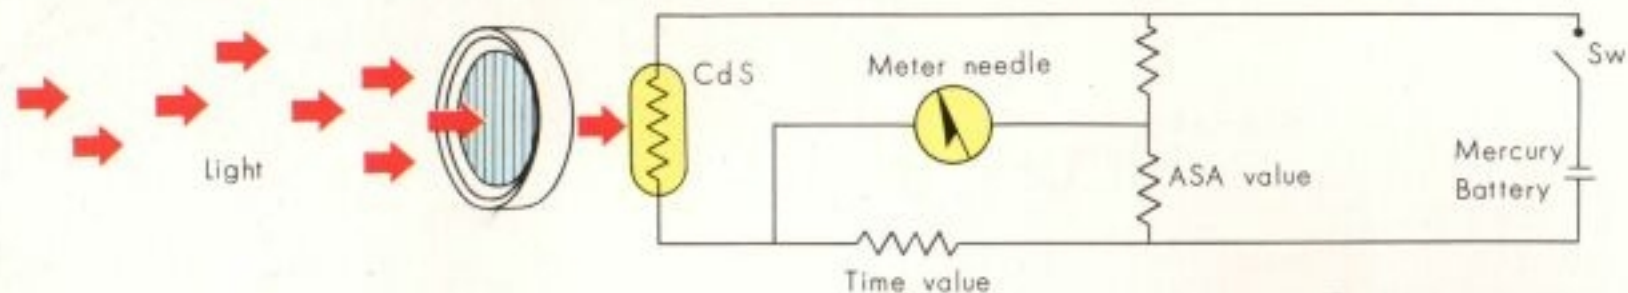 Light
CdS
Meter needle
Sw
Mercury
Battery
ASA value
Time value